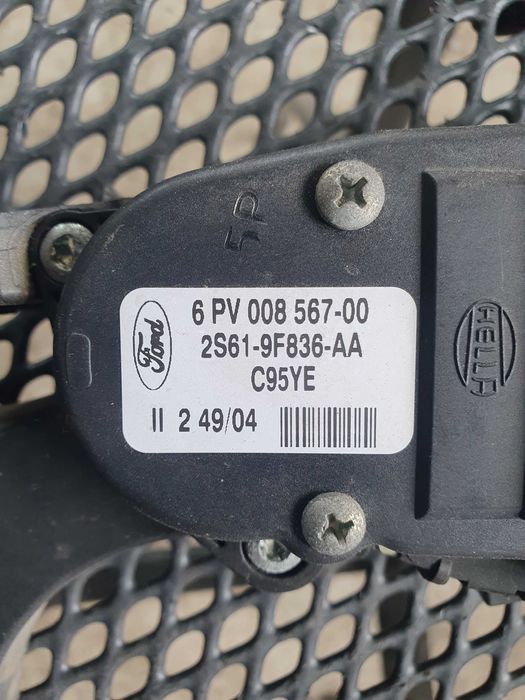 5P
Ford
6 PV 008 567-00
2S61-9F836-AA
C95YE
II 2 49/04
HELLA